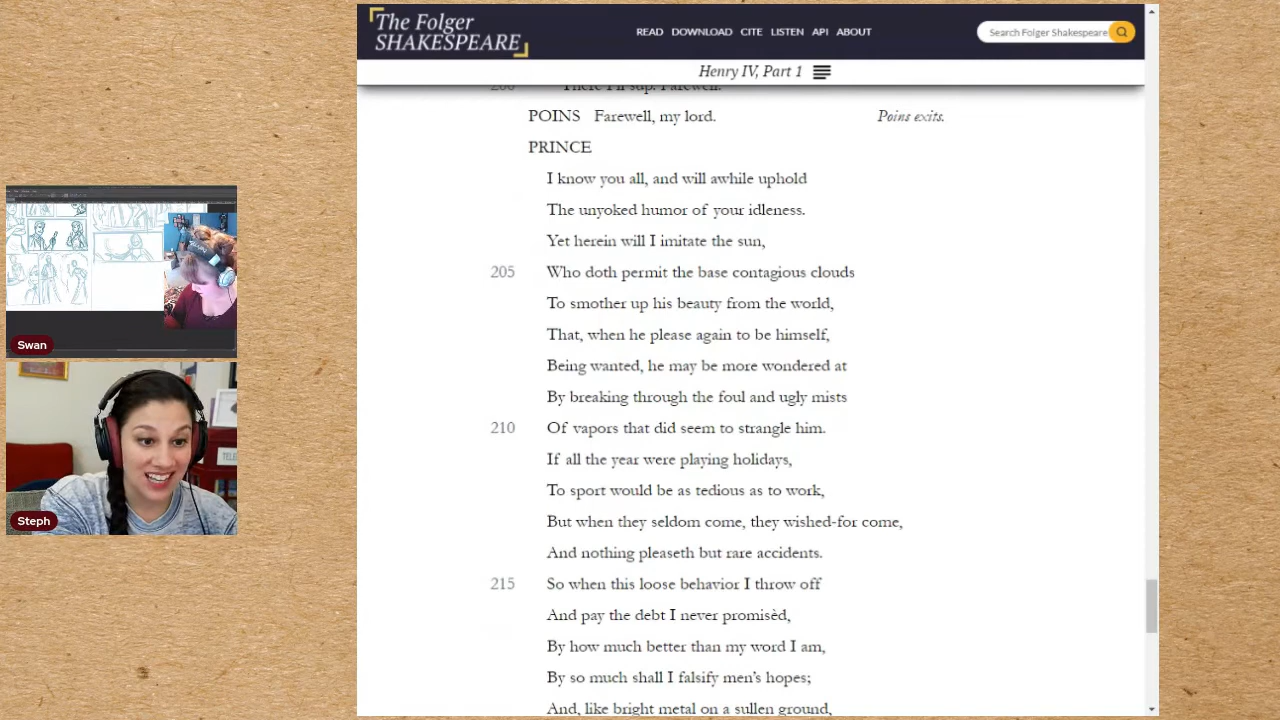 The Folger
SHAKESPEARE
READ DOWNLOAD CITE LISTEN API ABOUT
Search Folger Shakespeare
Henry IV, Part 1
200 There I'll sup. Farewell.
POINS Farewell, my lord. Poins exits.
PRINCE
I know you all, and will awhile uphold
The unyoked humor of your idleness.
Yet herein will I imitate the sun,
205 Who doth permit the base contagious clouds
To smother up his beauty from the world,
That, when he please again to be himself,
Being wanted, he may be more wondered at
By breaking through the foul and ugly mists
210 Of vapors that did seem to strangle him.
If all the year were playing holidays,
To sport would be as tedious as to work,
But when they seldom come, they wished-for come,
And nothing pleaseth but rare accidents.
215 So when this loose behavior I throw off
And pay the debt I never promisèd,
By how much better than my word I am,
By so much shall I falsify men's hopes;
And, like bright metal on a sullen ground,
Swan
Steph